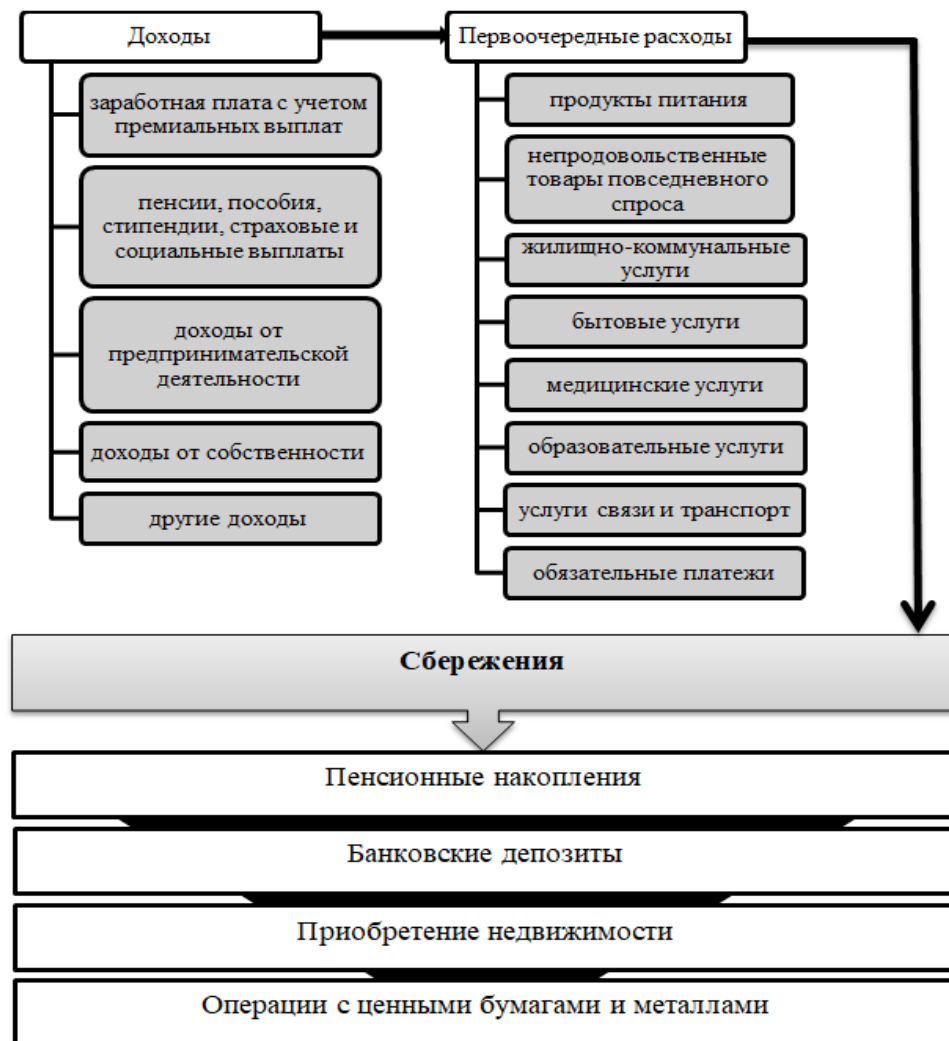 Доходы
заработная плата с учетом
премиальных выплат
пенсии, пособия,
стипендии, страховые и
социальные выплаты
доходы от
предпринимательской
деятельности
доходы от собственности
другие доходы
Первоочередные расходы
продукты питания
непродовольственные
товары повседневного
спроса
жилищно-коммунальные
услуги
бытовые услуги
медицинские услуги
образовательные услуги
услуги связи и транспорт
обязательные платежи
Сбережения
Пенсионные накопления
Банковские депозиты
Приобретение недвижимости
Операции с ценными бумагами и металлами